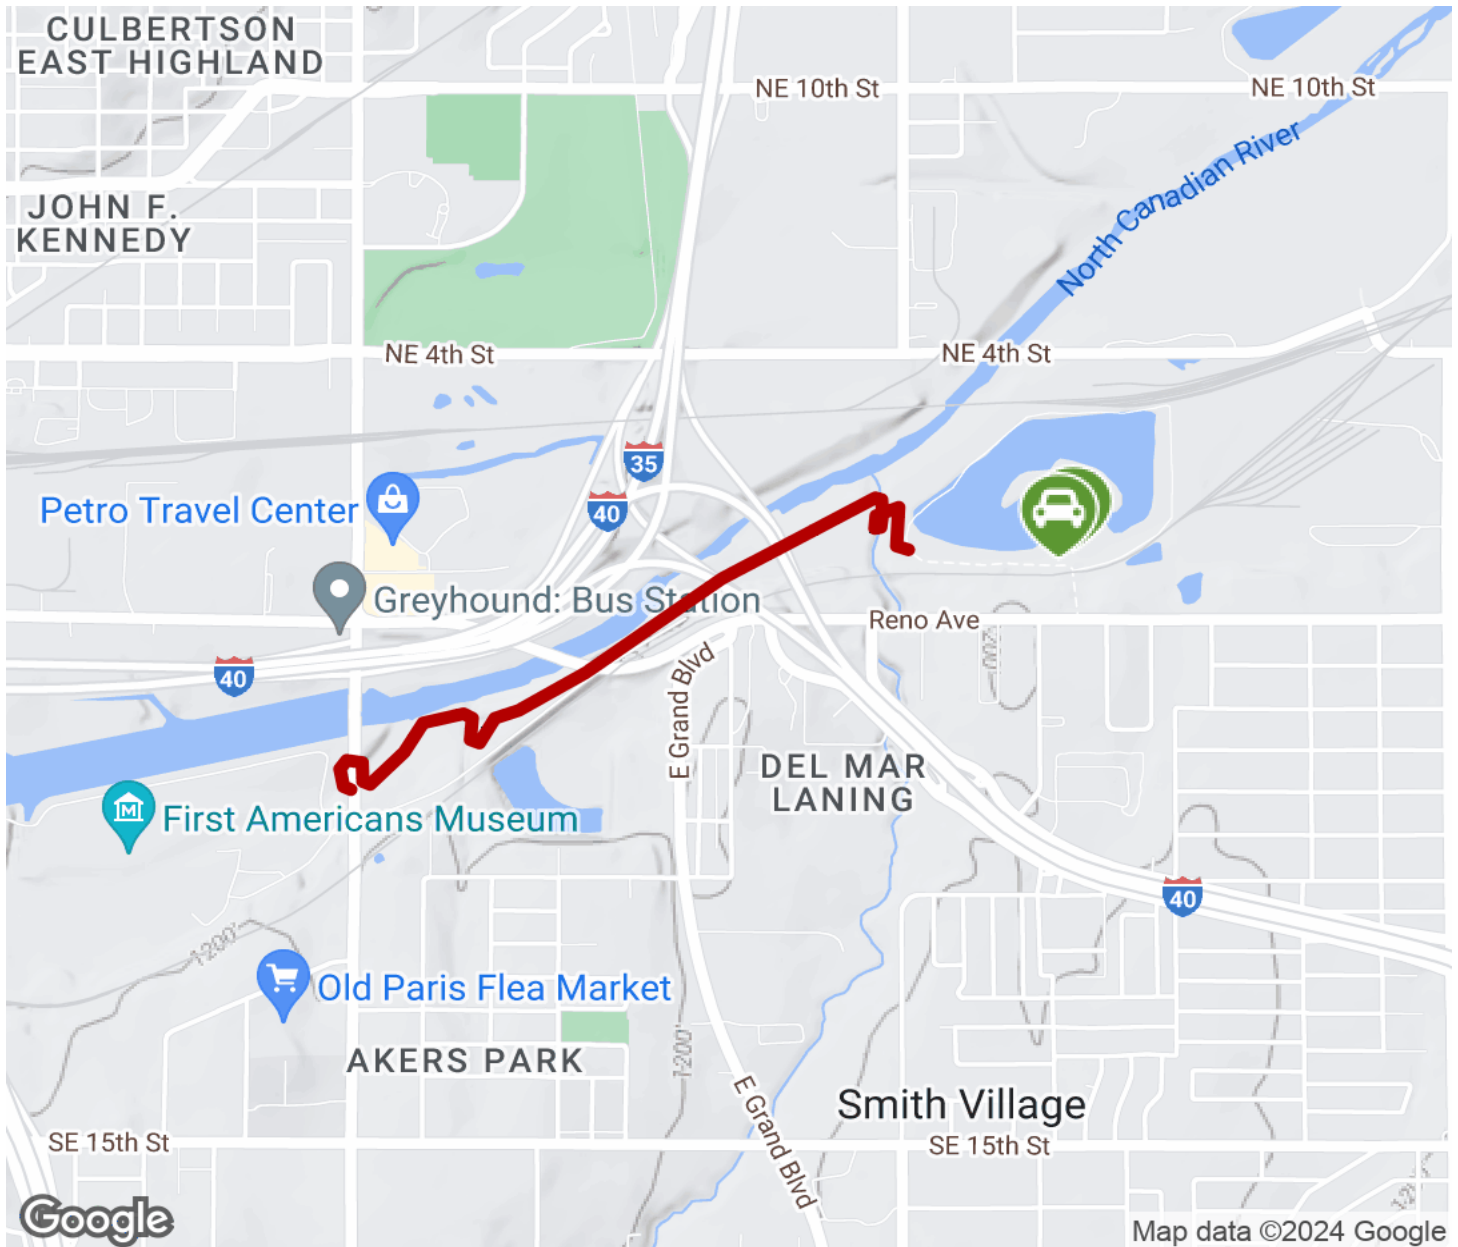 CULBERTSON
EAST HIGHLAND
NE 10th St
NE 10th St
North Canadian River
JOHN F.
KENNEDY
NE 4th St
NE 4th St
35
40
Petro Travel Center
Greyhound: Bus Station
Reno Ave
40
E Grand Blvd
1200'
DEL MAR
LANING
M
First Americans Museum
40
1200'
Old Paris Flea Market
AKERS PARK
1200'
E Grand Blvd
Smith Village
SE 15th St
SE 15th St
Google
Map data ©2024 Google